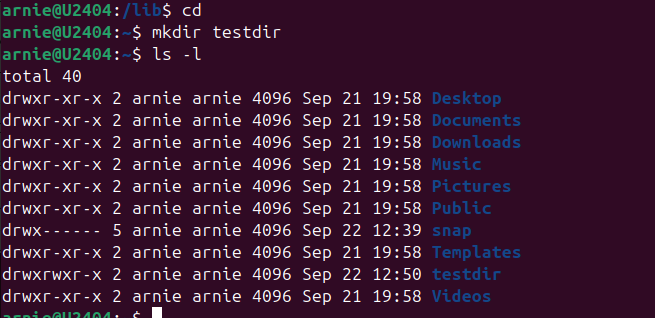 arnie@U2404:/lib$ cd
arnie@U2404:~$ mkdir testdir
arnie@U2404:~$ ls -l
total 40
drwxr-xr-x 2 arnie arnie 4096 Sep 21 19:58 Desktop
drwxr-xr-x 2 arnie arnie 4096 Sep 21 19:58 Documents
drwxr-xr-x 2 arnie arnie 4096 Sep 21 19:58 Downloads
drwxr-xr-x 2 arnie arnie 4096 Sep 21 19:58 Music
drwxr-xr-x 2 arnie arnie 4096 Sep 21 19:58 Pictures
drwxr-xr-x 2 arnie arnie 4096 Sep 21 19:58 Public
drwx------ 5 arnie arnie 4096 Sep 22 12:39 snap
drwxr-xr-x 2 arnie arnie 4096 Sep 21 19:58 Templates
drwxrwxr-x 2 arnie arnie 4096 Sep 22 12:50 testdir
drwxr-xr-x 2 arnie arnie 4096 Sep 21 19:58 Videos
arnie@U2404:~$